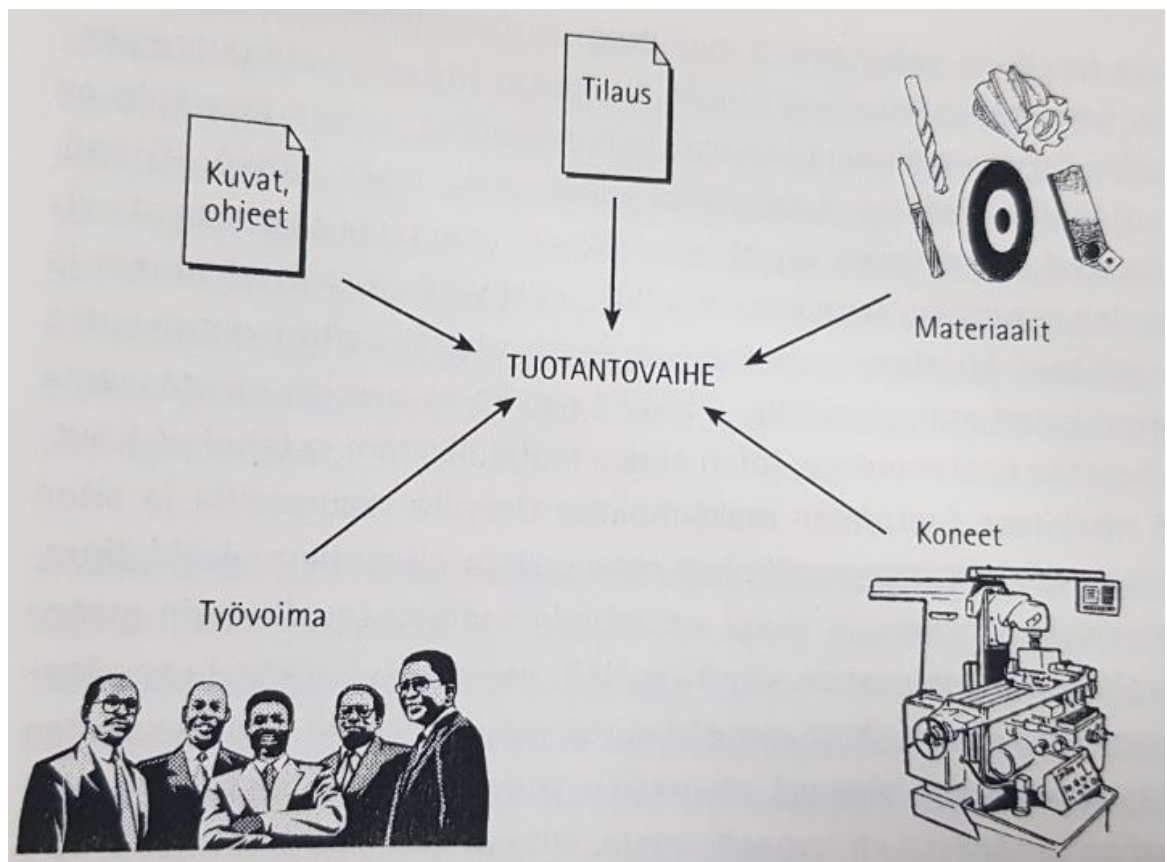 Tilaus
Kuvat,
ohjeet
Materiaalit
TUOTANTOVAIHE
Koneet
Työvoima